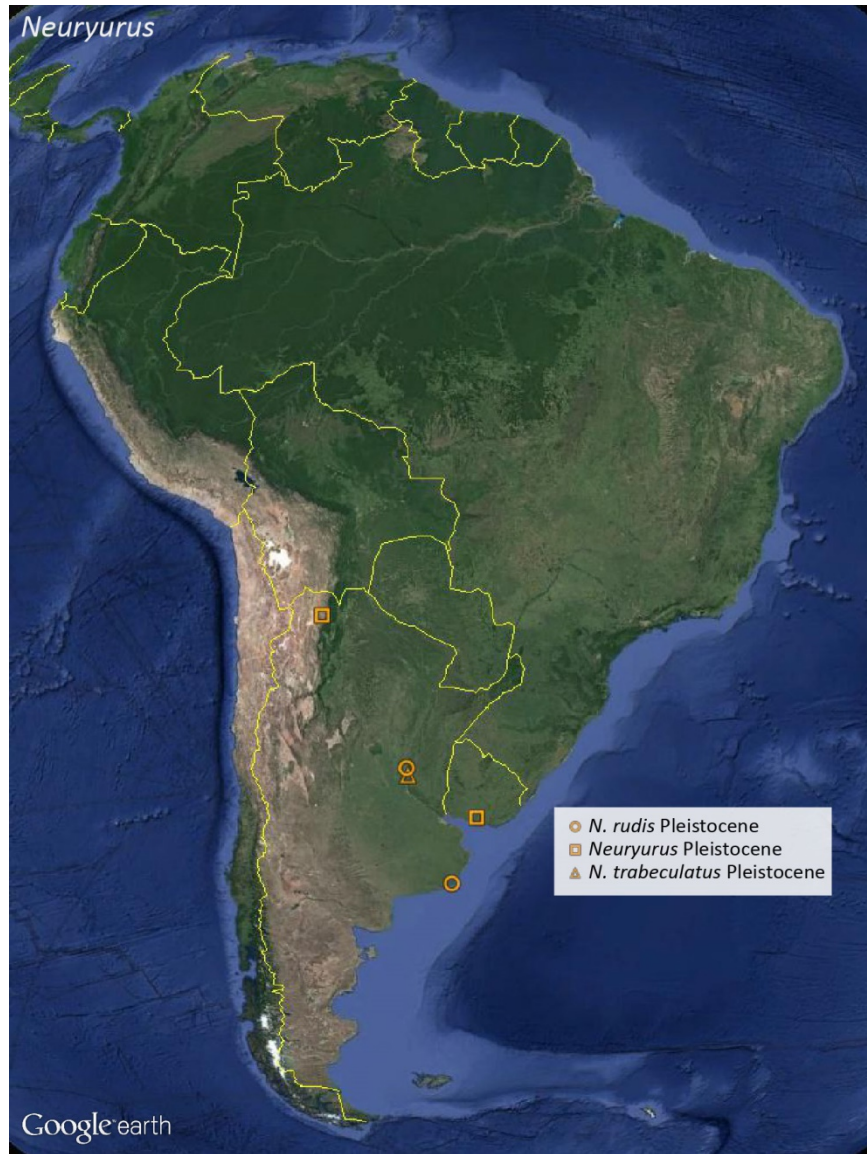 Neuryurus
N. rudis Pleistocene
Neuryurus Pleistocene
N. trabeculatus Pleistocene
Google earth